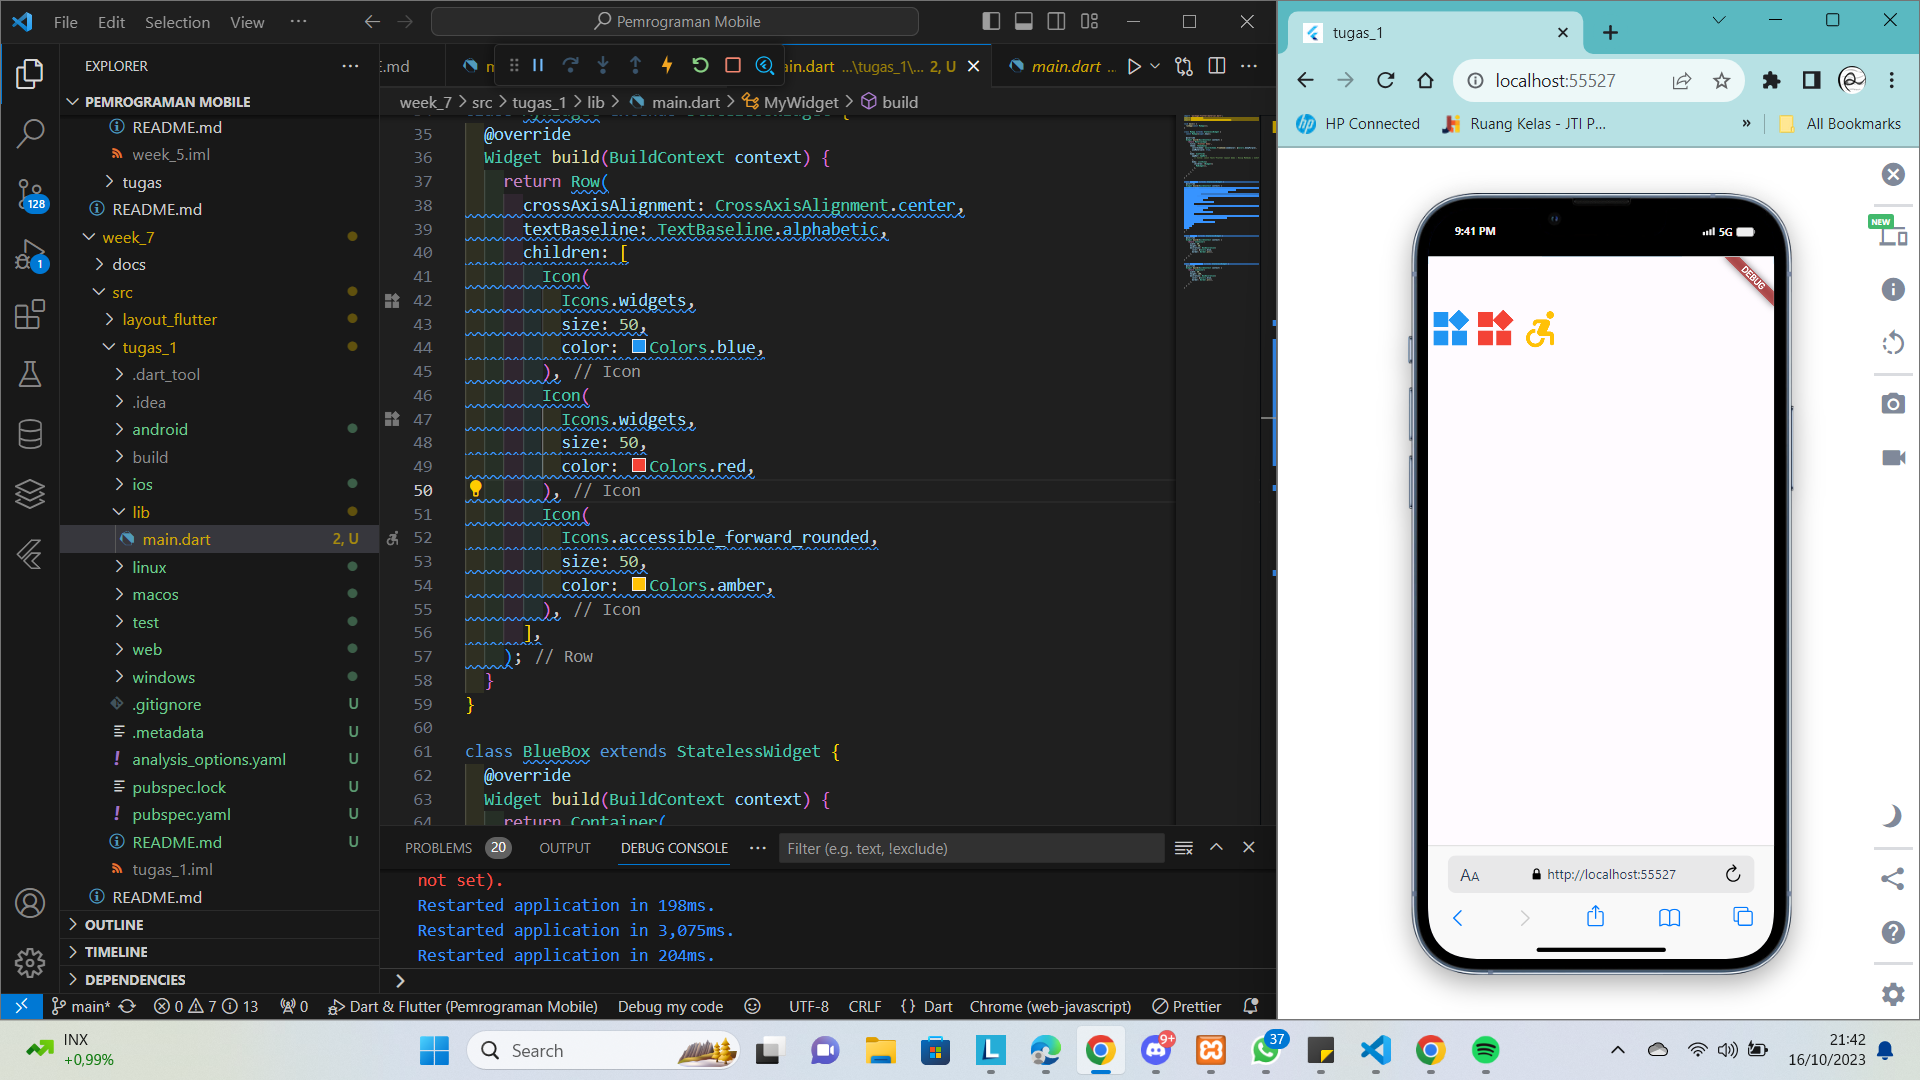 File Edit Selection View ··· Pemrograman Mobile
EXPLORER
PEMROGRAMAN MOBILE
README.md
week_5.iml
tugas
README.md
week_7
docs
src
layout_flutter
tugas_1
.dart_tool
.idea
android
build
ios
lib
main.dart 2, U
linux
macos
test
web
windows
.gitignore U
.metadata U
analysis_options.yaml U
pubspec.lock U
pubspec.yaml U
README.md U
tugas_1.iml
README.md
OUTLINE
TIMELINE
DEPENDENCIES
128
1
.md
ain.dart ...\tugas_1\... 2, U
main.dart ...
week_7 > src > tugas_1 > lib > main.dart > MyWidget > build
35 @override
36 Widget build(BuildContext context) {
37 return Row(
38 crossAxisAlignment: CrossAxisAlignment.center,
39 textBaseline: TextBaseline.alphabetic,
40 children: [
41 Icon(
42 Icons.widgets,
43 size: 50,
44 color: Colors.blue,
45 ), // Icon
46 Icon(
47 Icons.widgets,
48 size: 50,
49 color: Colors.red,
50 ), // Icon
51 Icon(
52 Icons.accessible_forward_rounded,
53 size: 50,
54 color: Colors.amber,
55 ), // Icon
56 ],
57 ); // Row
58 }
59 }
60
61 class BlueBox extends StatelessWidget {
62 @override
63 Widget build(BuildContext context) {
64 return Container(
PROBLEMS 20 OUTPUT DEBUG CONSOLE ··· Filter (e.g. text, !exclude)
not set).
Restarted application in 198ms.
Restarted application in 3,075ms.
Restarted application in 204ms.
main* 0 7 13 0 Dart & Flutter (Pemrograman Mobile) Debug my code UTF-8 CRLF {} Dart Chrome (web-javascript) Prettier
tugas_1
localhost:55527
HP Connected Ruang Kelas - JTI P... » All Bookmarks
NEW
9:41 PM 5G
DEBUG
AA http://localhost:55527
INX
+0,99%
Search
9+
37
21:42
16/10/2023